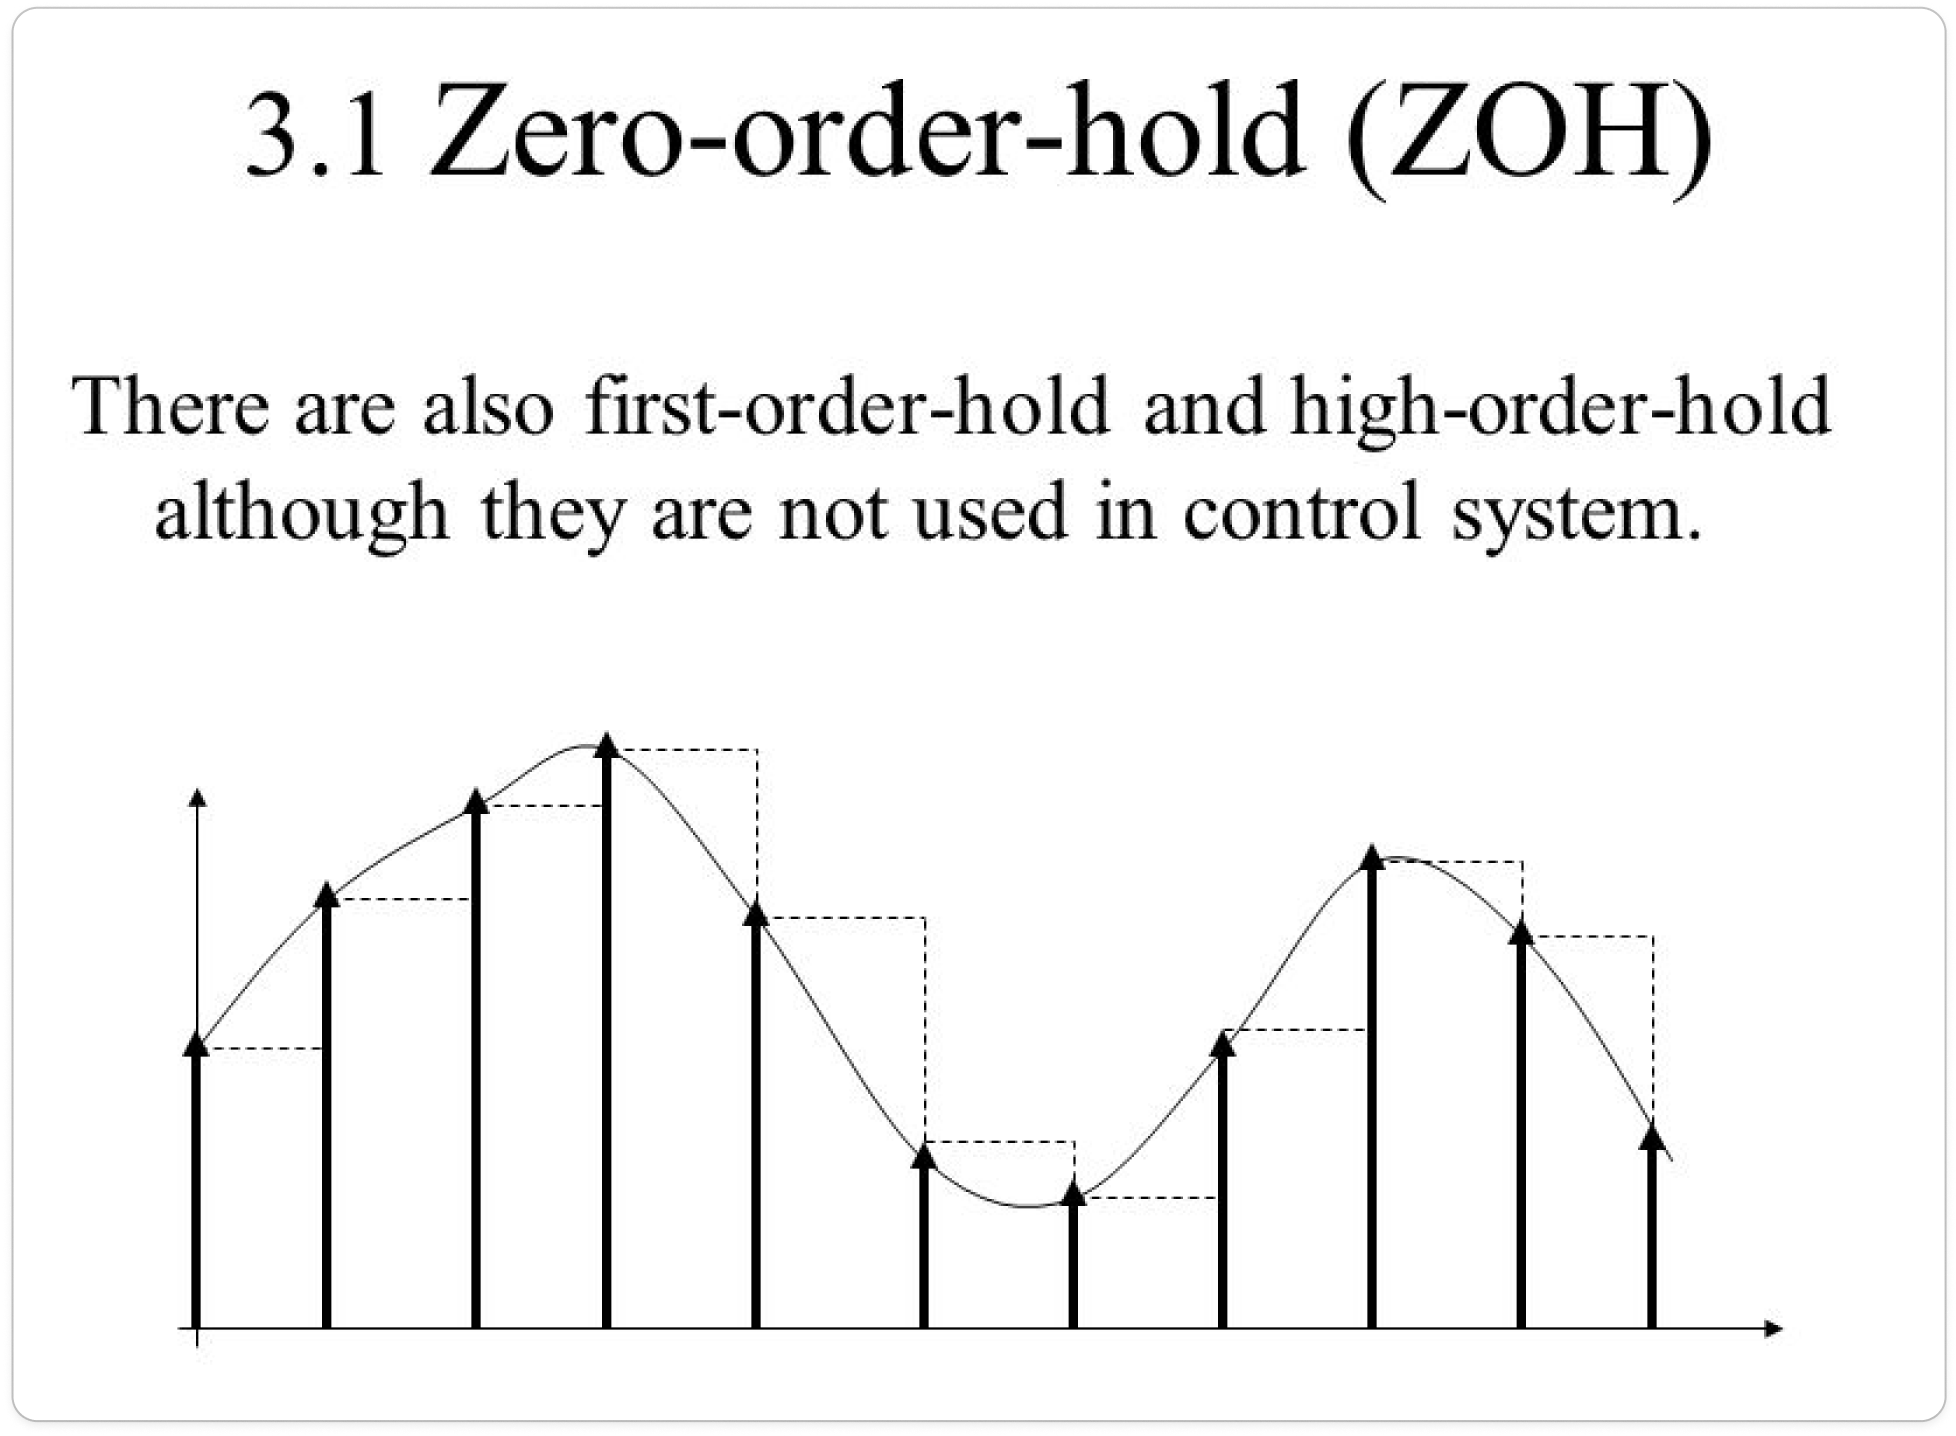 3.1 Zero-order-hold (ZOH)
There are also first-order-hold and high-order-hold
although they are not used in control system.